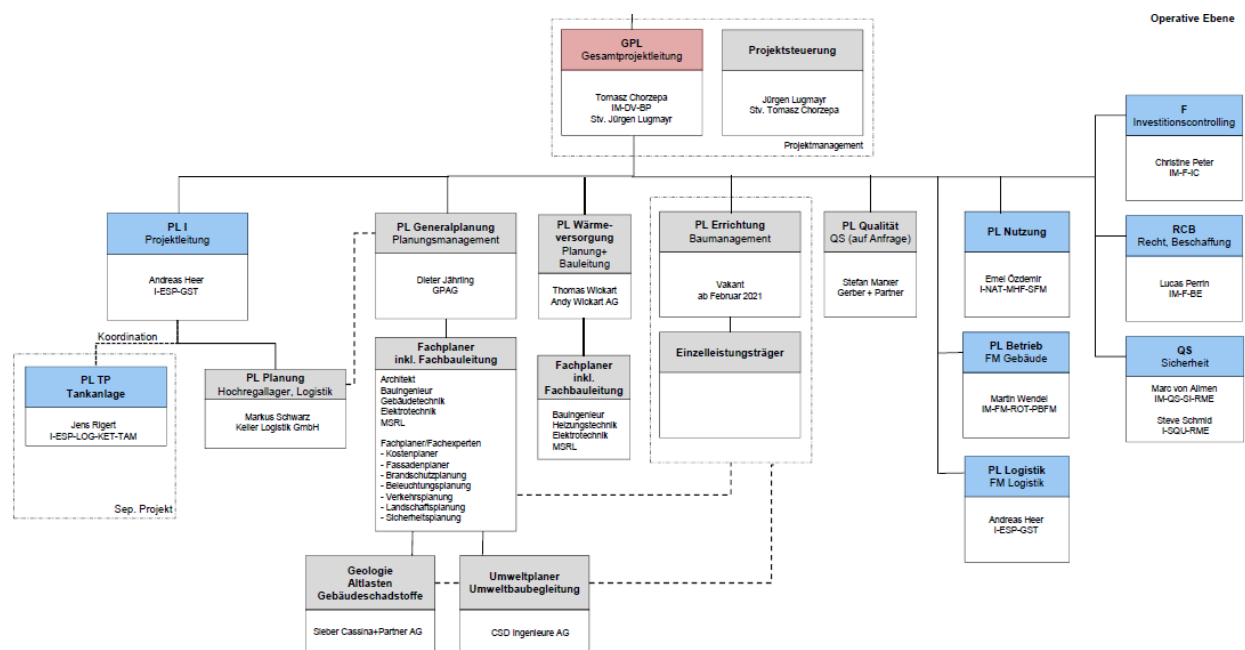 Operative Ebene
GPL
Gesamtprojektleitung
Tomasz Chorzepa
IM-DV-BP
Stv. Jürgen Lugmayr
Projektsteuerung
Jürgen Lugmayr
Stv. Tomasz Chorzepa
Projektmanagement
F
Investitionscontrolling
Christine Peter
IM-F-IC
PL I
Projektleitung
Andreas Heer
I-ESP-GST
PL Generalplanung
Planungsmanagement
Dieter Jährling
GPAG
PL Wärme-
versorgung
Planung+
Bauleitung
Thomas Wickart
Andy Wickart AG
PL Errichtung
Baumanagement
Vakant
ab Februar 2021
PL Qualität
QS (auf Anfrage)
Stefan Marxer
Gerber + Partner
PL Nutzung
Emel Özdemir
I-NAT-MHF-SFM
RCB
Recht, Beschaffung
Lucas Perrin
IM-F-BE
Koordination
PL TP
Tankanlage
Jens Rigert
I-ESP-LOG-KET-TAM
Sep. Projekt
PL Planung
Hochregallager, Logistik
Markus Schwarz
Keller Logistik GmbH
Fachplaner
inkl. Fachbauleitung
Architekt
Bauingenieur
Gebäudetechnik
Elektrotechnik
MSRL
Fachplaner/Fachexperten
- Kostenplaner
- Fassadenplaner
- Brandschutzplanung
- Beleuchtungsplanung
- Verkehrsplanung
- Landschaftsplanung
- Sicherheitsplanung
Fachplaner
inkl.
Fachbauleitung
Bauingenieur
Heizungstechnik
Elektrotechnik
MSRL
Einzelleistungsträger
PL Betrieb
FM Gebäude
Martin Wendel
IM-FM-ROT-PBFM
QS
Sicherheit
Marc von Allmen
IM-QS-SI-RME
Steve Schmid
I-SQU-RME
PL Logistik
FM Logistik
Andreas Heer
I-ESP-GST
Geologie
Altlasten
Gebäudeschadstoffe
Sieber Cassina+Partner AG
Umweltplaner
Umweltbaubegleitung
CSD Ingenieure AG